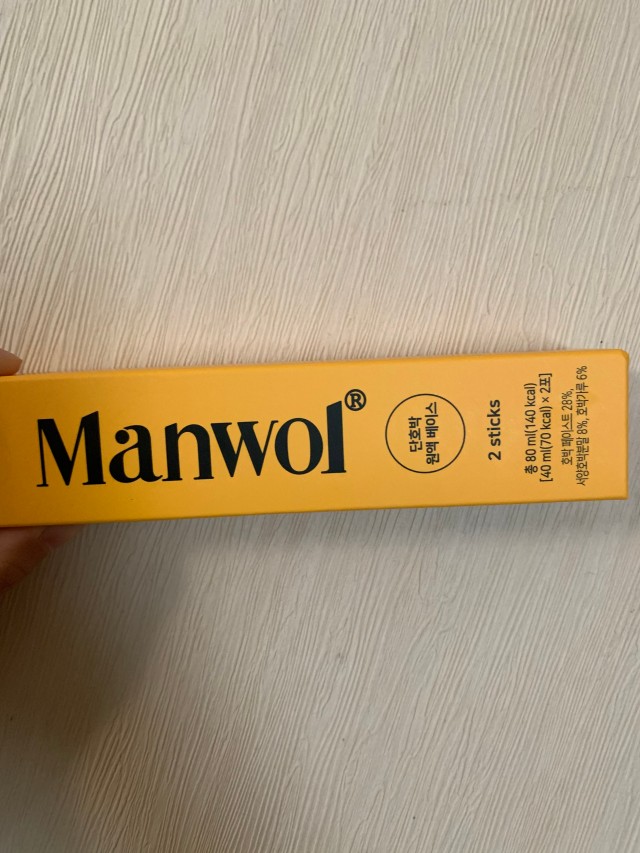 Manwol®
단호박
원액 베이스
2 sticks
총 80 ml(140 kcal)
[40 ml(70 kcal) × 2포]
호박 페이스트 28%,
서양호박분말 8%, 호박가루 6%